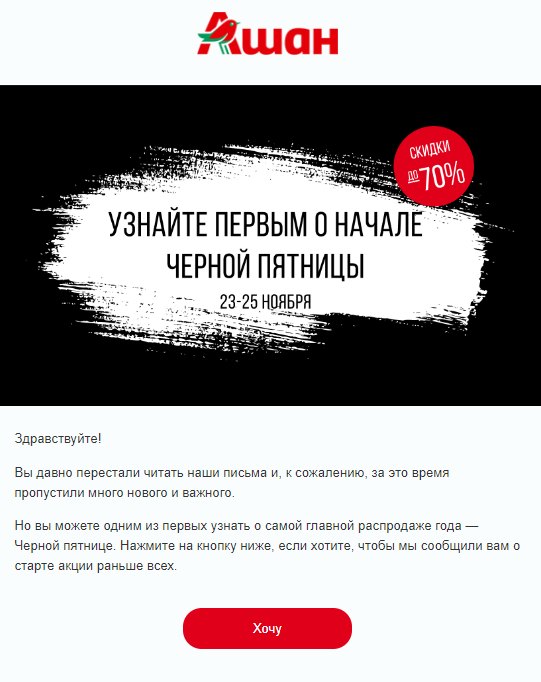 Ашан
СКИДКИ
ДО 70%
УЗНАЙТЕ ПЕРВЫМ О НАЧАЛЕ
ЧЕРНОЙ ПЯТНИЦЫ
23-25 НОЯБРЯ
Здравствуйте!
Вы давно перестали читать наши письма и, к сожалению, за это время
пропустили много нового и важного.
Но вы можете одним из первых узнать о самой главной распродаже года —
Черной пятнице. Нажмите на кнопку ниже, если хотите, чтобы мы сообщили вам о
старте акции раньше всех.
Хочу